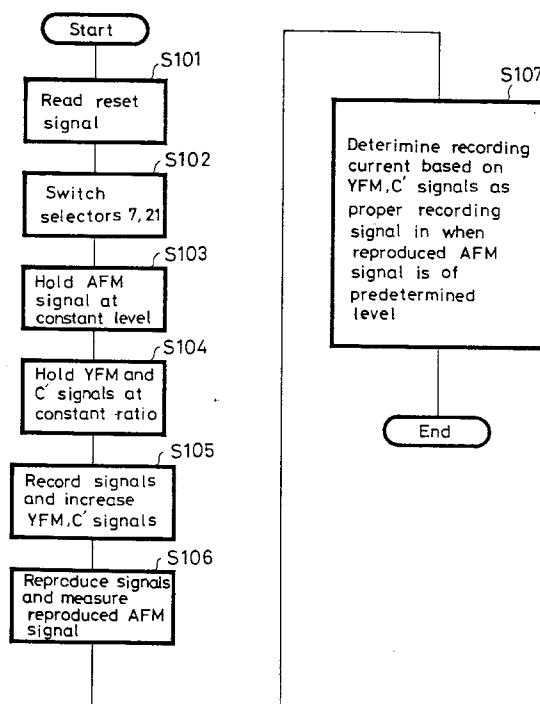 Start
S101
Read reset
signal
S102
Switch
selectors 7, 21
S103
Hold AFM
signal at
constant level
S104
Hold YFM and
C′ signals at
constant ratio
S105
Record signals
and increase
YFM, C′ signals
S106
Reproduce signals
and measure
reproduced AFM
signal
S107
Deterimine recording
current based on
YFM, C′ signals as
proper recording
signal in when
reproduced AFM
signal is of
predetermined
level
End